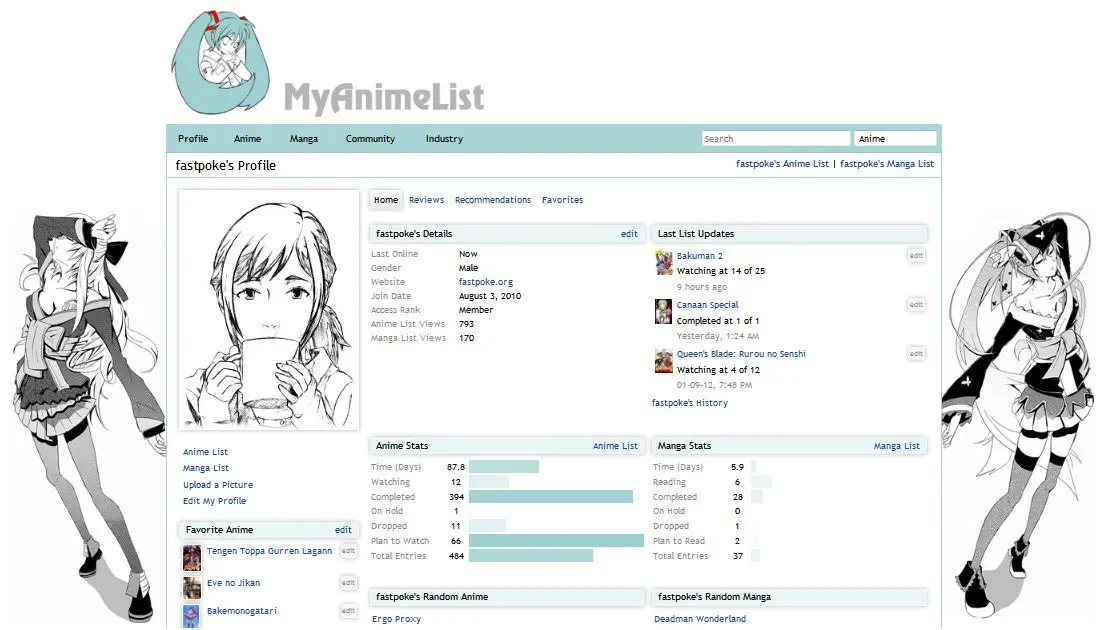 MyAnimeList
Profile Anime Manga Community Industry Search Anime
fastpoke's Profile fastpoke's Anime List | fastpoke's Manga List
Home Reviews Recommendations Favorites
fastpoke's Details edit
Last Online Now
Gender Male
Website fastpoke.org
Join Date August 3, 2010
Access Rank Member
Anime List Views 793
Manga List Views 170
Last List Updates
Bakuman 2 edit
Watching at 14 of 25
9 hours ago
Canaan Special edit
Completed at 1 of 1
Yesterday, 1:24 AM
Queen's Blade: Rurou no Senshi edit
Watching at 4 of 12
01-09-12, 7:48 PM
fastpoke's History
Anime List
Manga List
Upload a Picture
Edit My Profile
Favorite Anime edit
Tengen Toppa Gurren Lagann edit
Eve no Jikan edit
Bakemonogatari edit
Anime Stats Anime List
Time (Days) 87.8
Watching 12
Completed 394
On Hold 1
Dropped 11
Plan to Watch 66
Total Entries 484
Manga Stats Manga List
Time (Days) 5.9
Reading 6
Completed 28
On Hold 0
Dropped 1
Plan to Read 2
Total Entries 37
fastpoke's Random Anime
Ergo Proxy
fastpoke's Random Manga
Deadman Wonderland